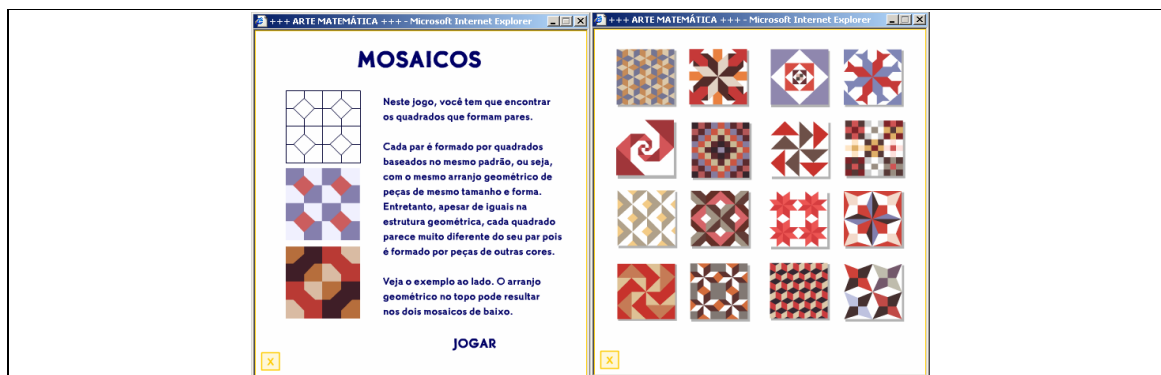 +++ ARTE MATEMÁTICA +++ - Microsoft Internet Explorer
MOSAICOS
Neste jogo, você tem que encontrar
os quadrados que formam pares.
Cada par é formado por quadrados
baseados no mesmo padrão, ou seja,
com o mesmo arranjo geométrico de
peças de mesmo tamanho e forma.
Entretanto, apesar de iguais na
estrutura geométrica, cada quadrado
parece muito diferente do seu par pois
é formado por peças de outras cores.
Veja o exemplo ao lado. O arranjo
geométrico no topo pode resultar
nos dois mosaicos de baixo.
JOGAR
X
+++ ARTE MATEMÁTICA +++ - Microsoft Internet Explorer
X